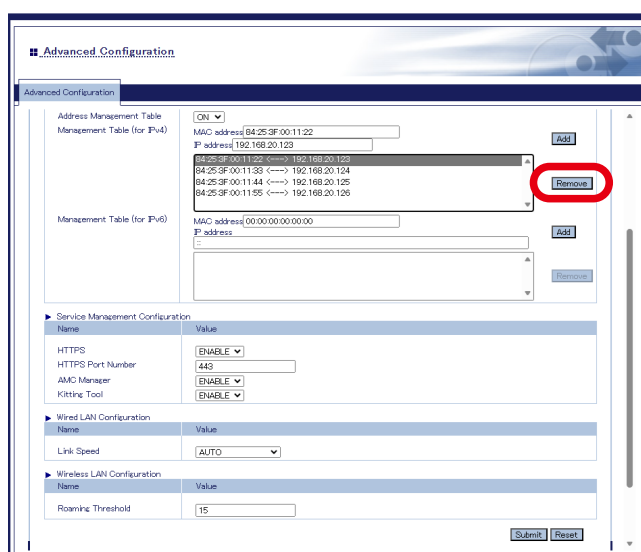 Advanced Configuration
Advanced Configuration
Address Management Table ON
Management Table (for IPv4) MAC address 84:25:3F:00:11:22 Add
IP address 192.168.20.123
84:25:3F:00:11:22 <---> 192.168.20.123
84:25:3F:00:11:33 <---> 192.168.20.124
84:25:3F:00:11:44 <---> 192.168.20.125 Remove
84:25:3F:00:11:55 <---> 192.168.20.126
Management Table (for IPv6) MAC address 00:00:00:00:00:00
IP address Add
::
Remove
Service Management Configuration
Name Value
HTTPS ENABLE
HTTPS Port Number 443
AMC Manager ENABLE
Kitting Tool ENABLE
Wired LAN Configuration
Name Value
Link Speed AUTO
Wireless LAN Configuration
Name Value
Roaming Threshold 15
Submit Reset